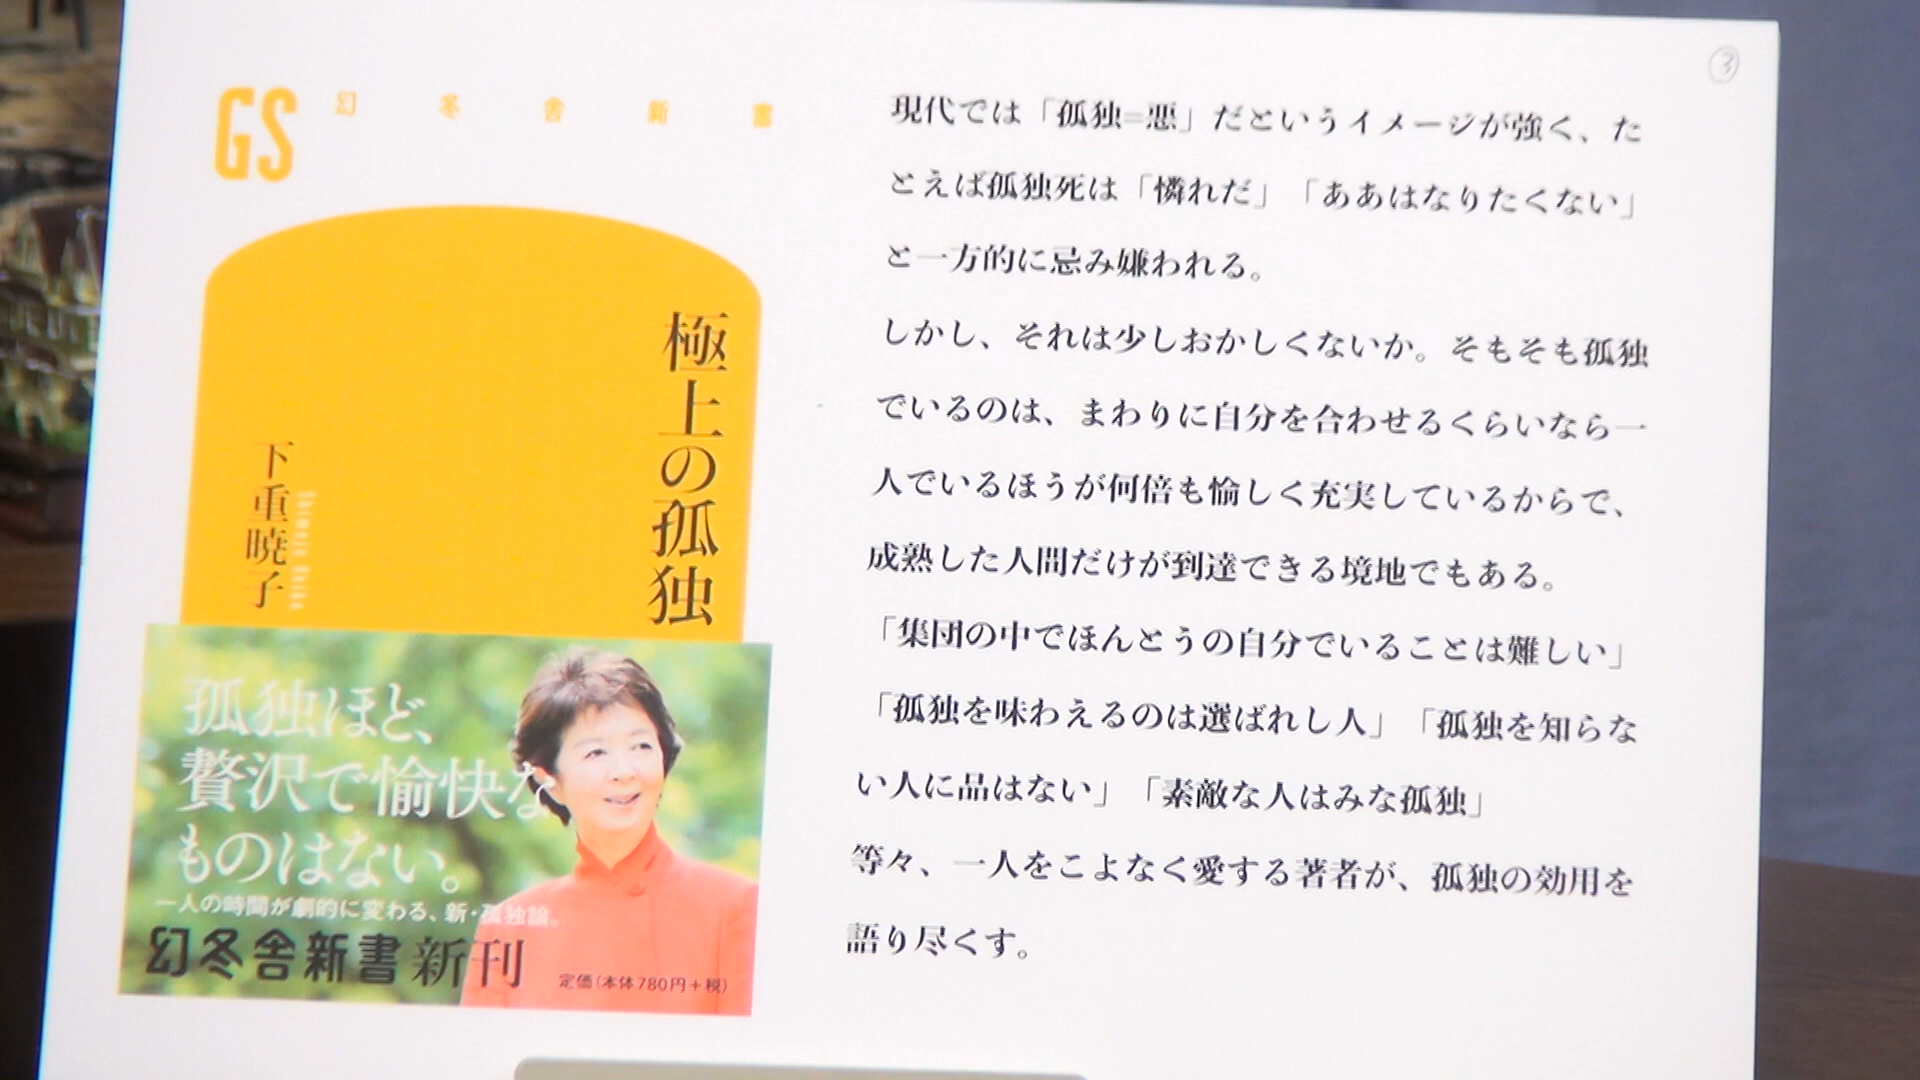 ③
GS 幻冬舎新書
極上の孤独
下重暁子
孤独ほど、
贅沢で愉快な
ものはない。
一人の時間が劇的に変わる、新・孤独論。
幻冬舎新書 新刊
定価(本体780円+税)
現代では「孤独=悪」だというイメージが強く、た
とえば孤独死は「憐れだ」「ああはなりたくない」
と一方的に忌み嫌われる。
しかし、それは少しおかしくないか。そもそも孤独
でいるのは、まわりに自分を合わせるくらいなら一
人でいるほうが何倍も愉しく充実しているからで、
成熟した人間だけが到達できる境地でもある。
「集団の中でほんとうの自分でいることは難しい」
「孤独を味わえるのは選ばれし人」「孤独を知らな
い人に品はない」「素敵な人はみな孤独」
等々、一人をこよなく愛する著者が、孤独の効用を
語り尽くす。